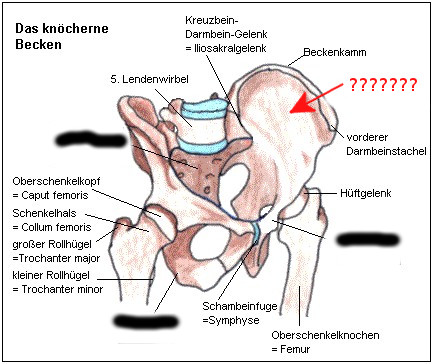 Das knöcherne
Becken
Kreuzbein-
Darmbein-Gelenk
= Iliosakralgelenk
Beckenkamm
5. Lendenwirbel
???????
vorderer
Darmbeinstachel
Oberschenkelkopf
= Caput femoris
Schenkelhals
= Collum femoris
großer Rollhügel
=Trochanter major
kleiner Rollhügel
= Trochanter minor
Hüftgelenk
Schambeinfuge
=Symphyse
Oberschenkelknochen
= Femur